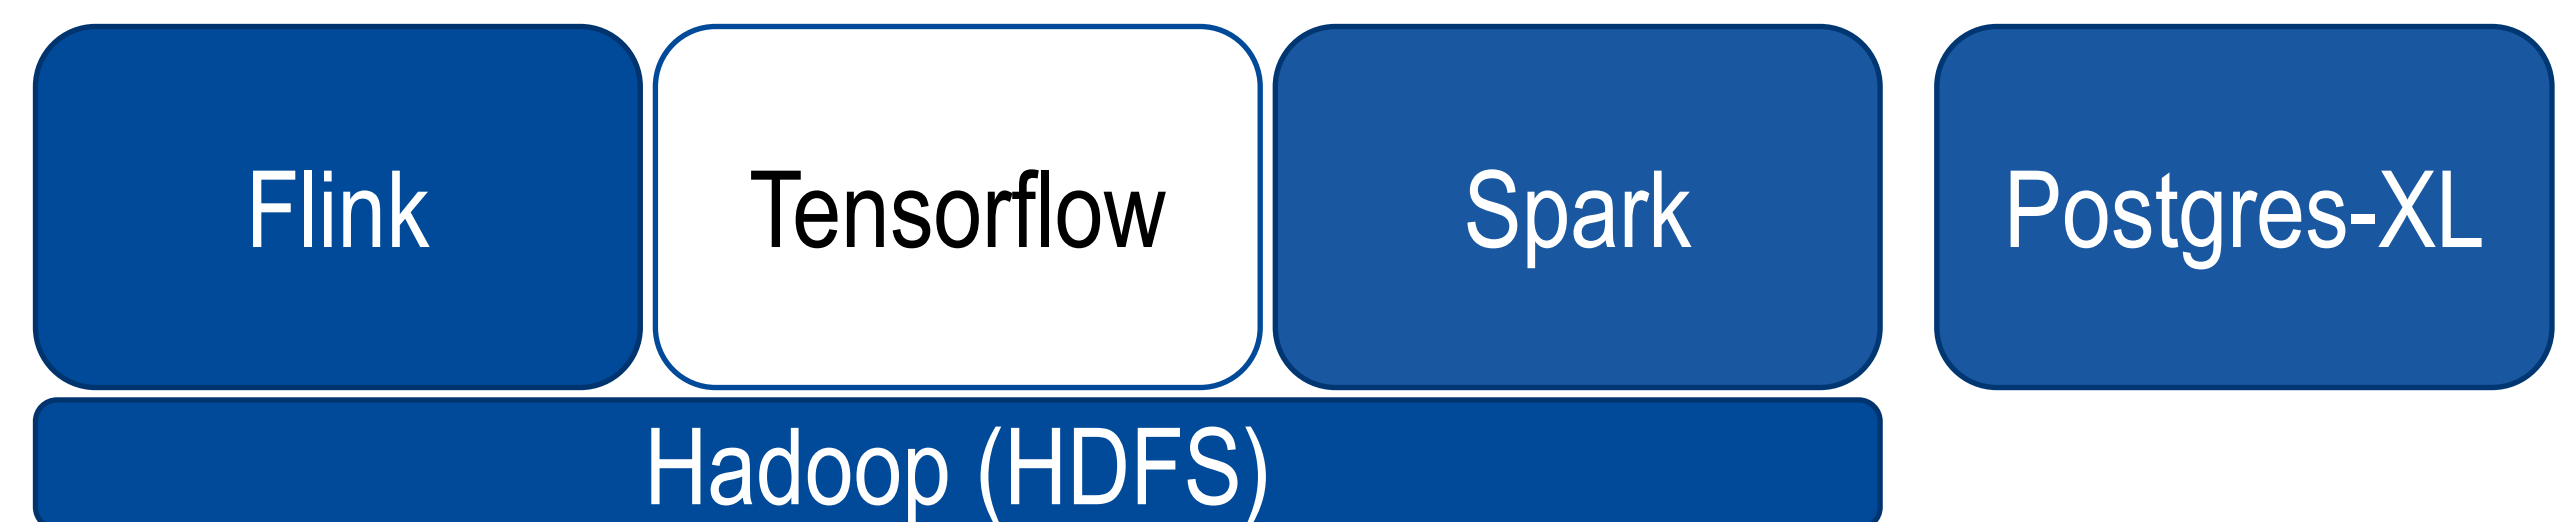 Flink
Tensorflow
Spark
Postgres-XL
Hadoop (HDFS)